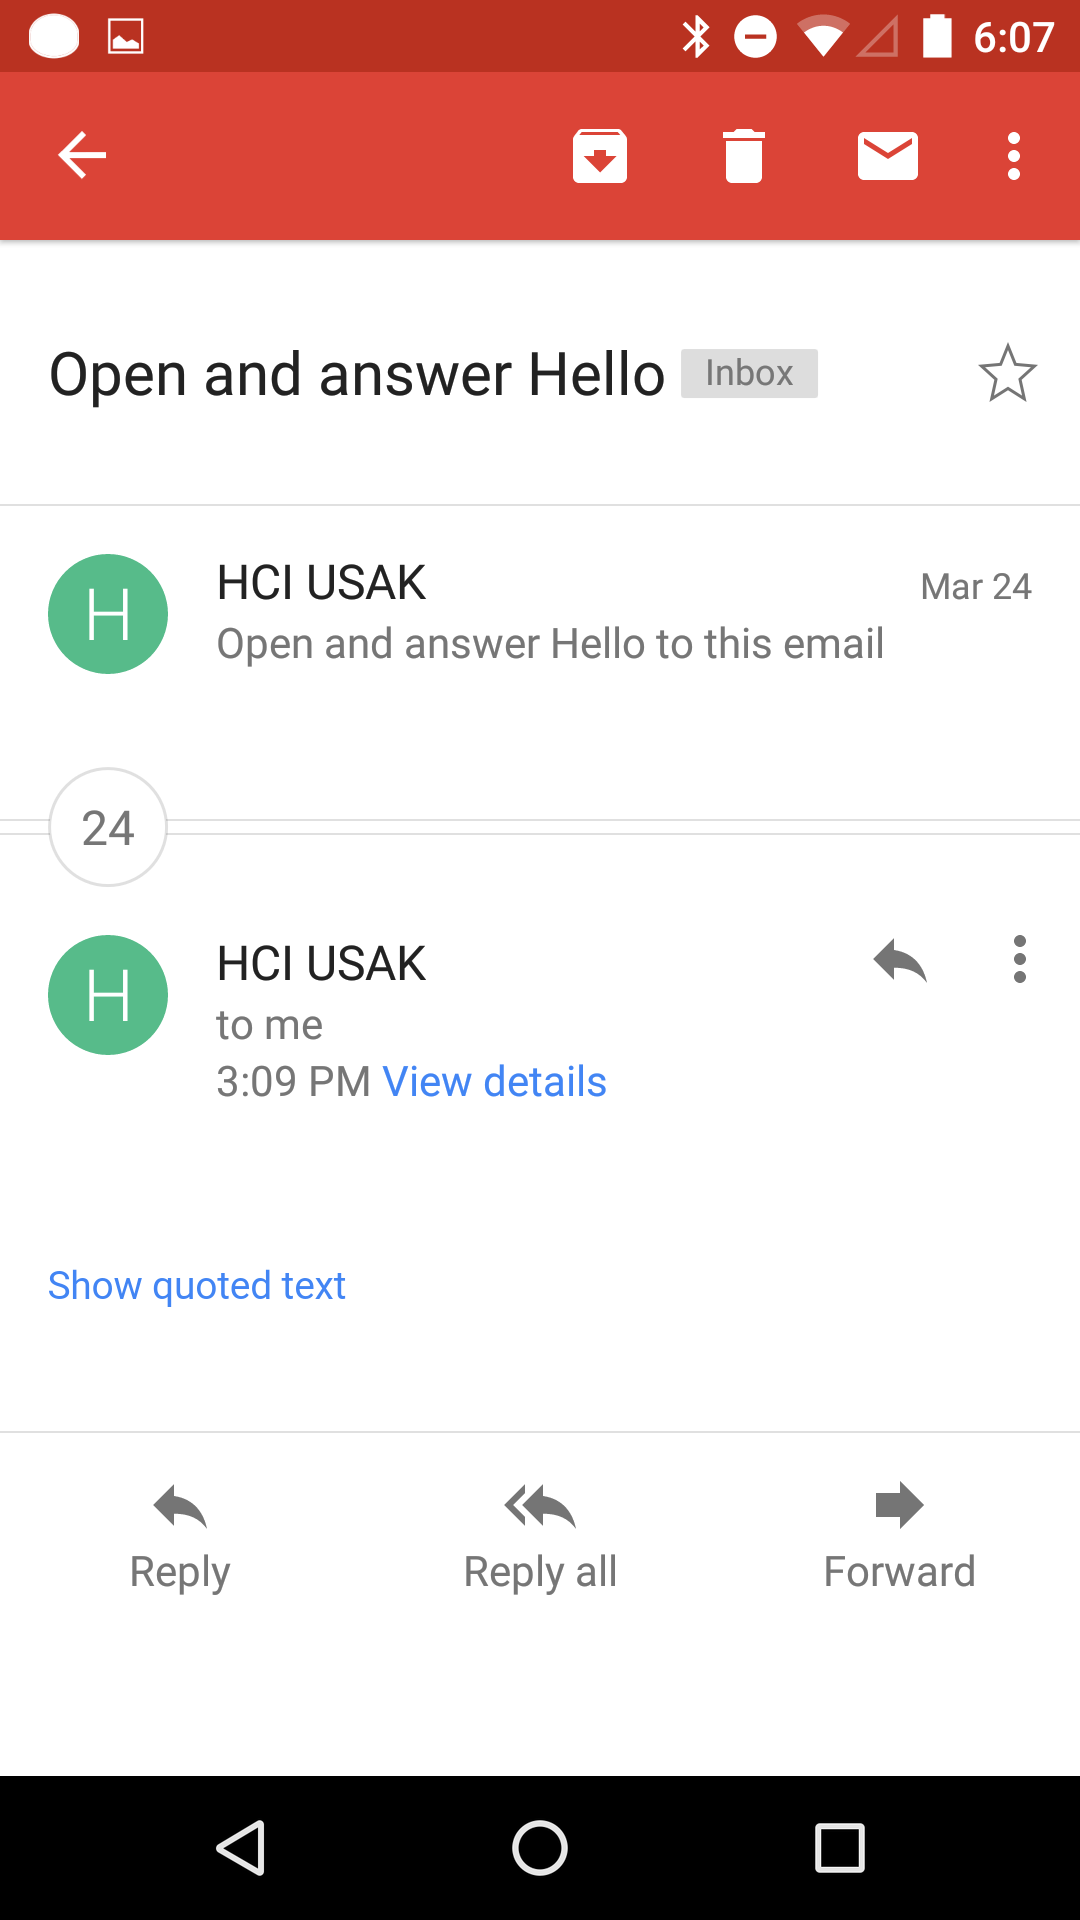 6:07
Open and answer Hello Inbox
H
HCI USAK
Mar 24
Open and answer Hello to this email
24
H
HCI USAK
to me
3:09 PM View details
Show quoted text
Reply
Reply all
Forward